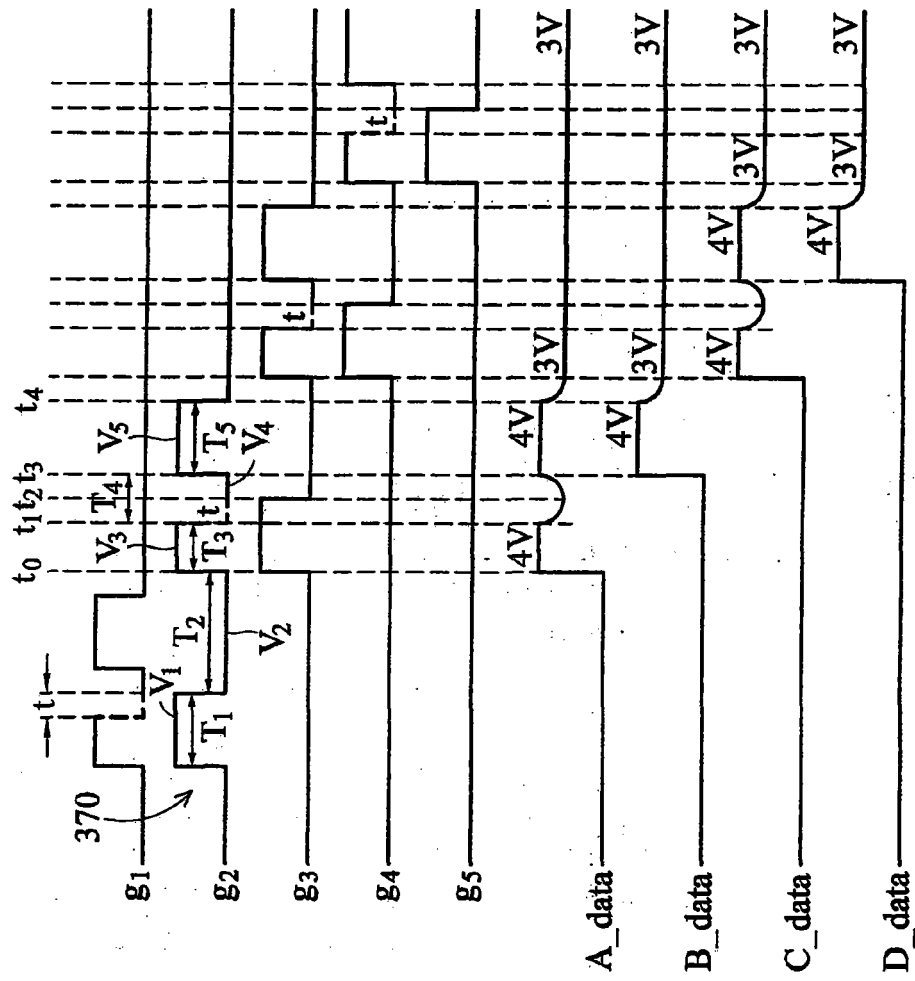 t₀ t₁ t₂ t₃ t₄
t V₁ V₃ T₄ V₅
370
g₁
T₁ T₂ T₃ t T₅
g₂
V₂ V₄
g₃
t
g₄
t
g₅
A_data 4V 4V 3V 3V
B_data 4V 3V 3V
C_data 4V 4V 3V 3V
D_data 4V 3V